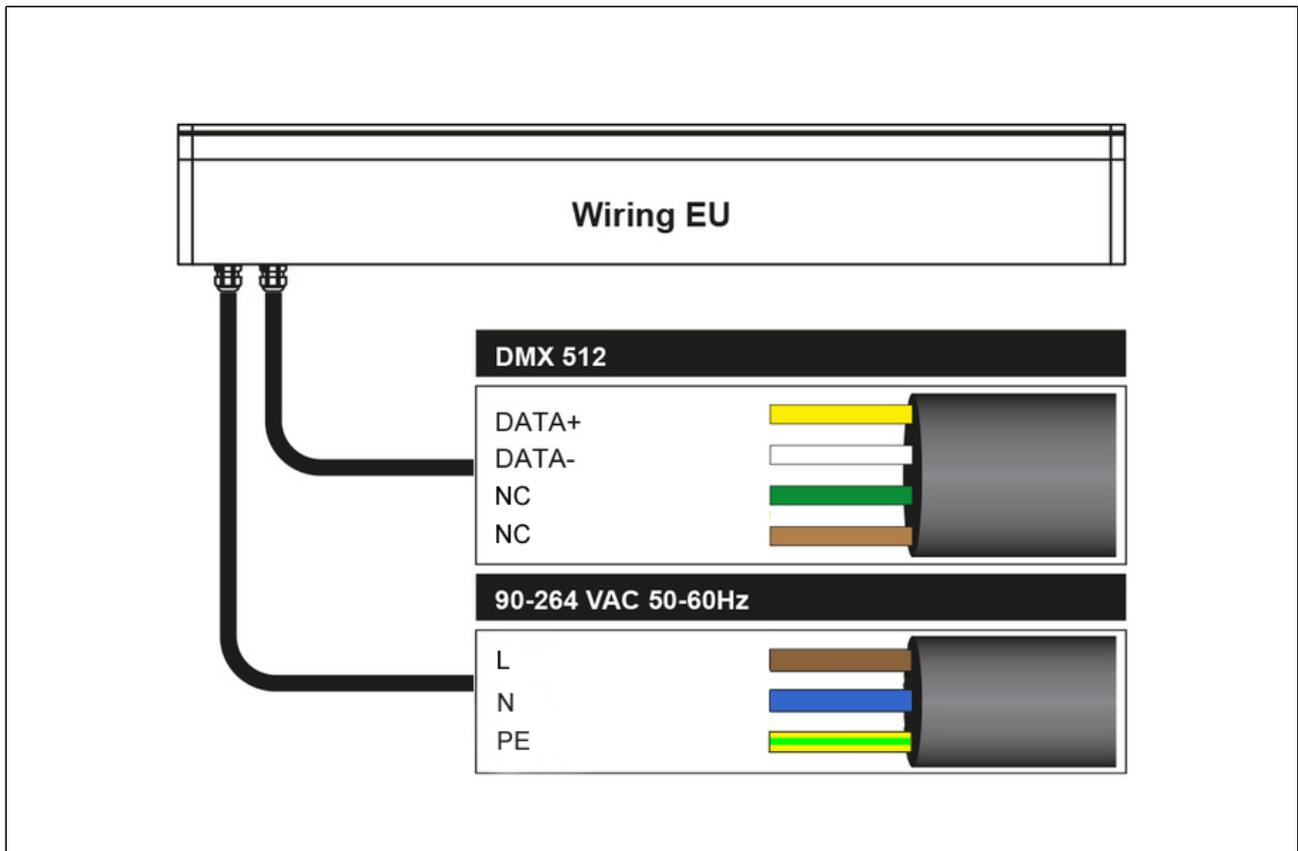 Wiring EU
DMX 512
DATA+
DATA-
NC
NC
90-264 VAC 50-60Hz
L
N
PE